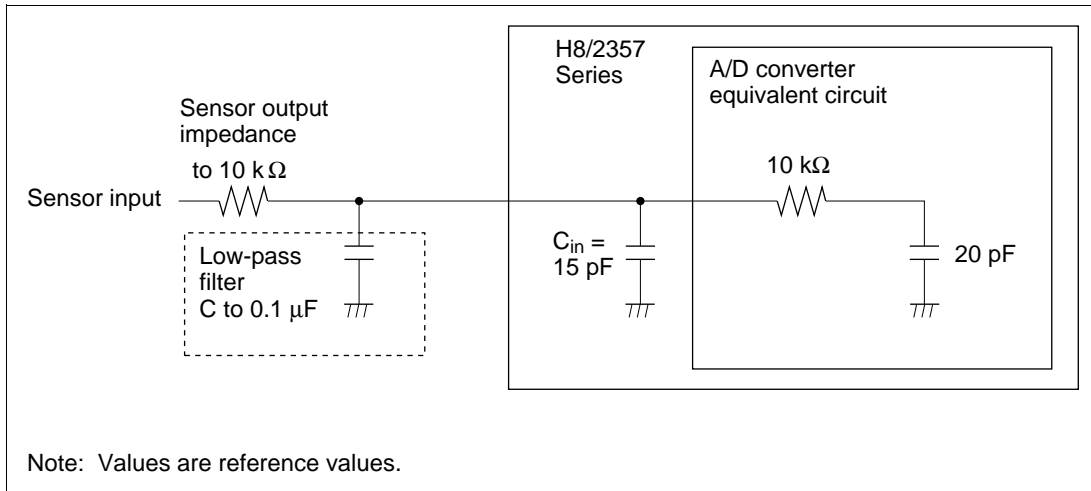 H8/2357
Series
A/D converter
equivalent circuit
Sensor output
impedance
to 10 kΩ
10 kΩ
Sensor input
Low-pass
filter
C to 0.1 μF
Cin =
15 pF
20 pF
Note: Values are reference values.